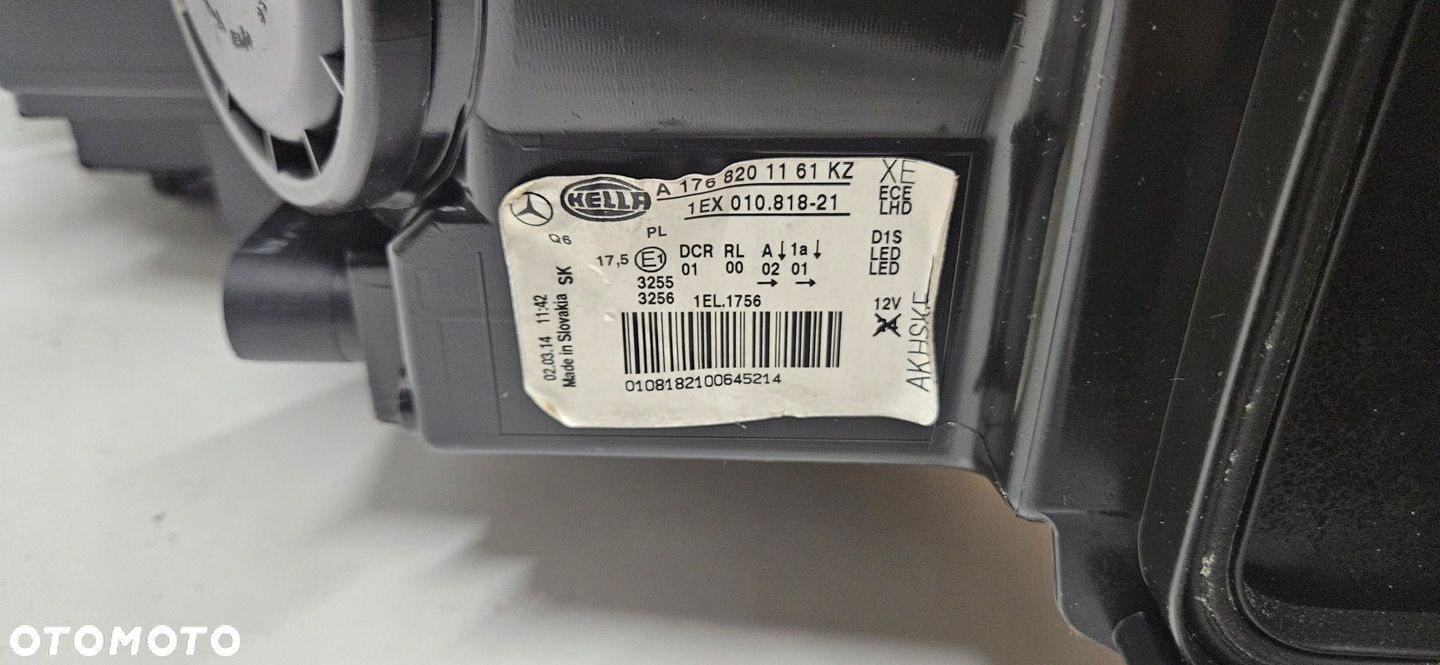 HELLA
A 176 820 1161 KZ
1EX 010.818-21
XE
ECE
LHD
Q6
PL
17,5 E1
DCR RL A↓ 1a↓
01 00 02 01
→ →
3255
3256 1EL.1756
D1S
LED
LED
12V
AKHSKE
02.03.14 11:42
Made in Slovakia SK
0108182100645214
OTOMOTO